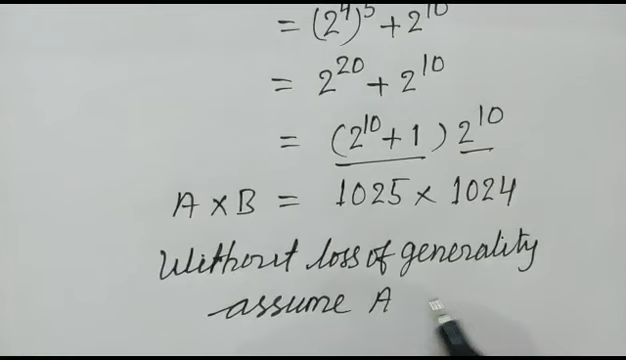 = (2⁴)⁵ + 2¹⁰
= 2²⁰ + 2¹⁰
= (2¹⁰ + 1) 2¹⁰
A × B = 1025 × 1024
Without loss of generality
assume A